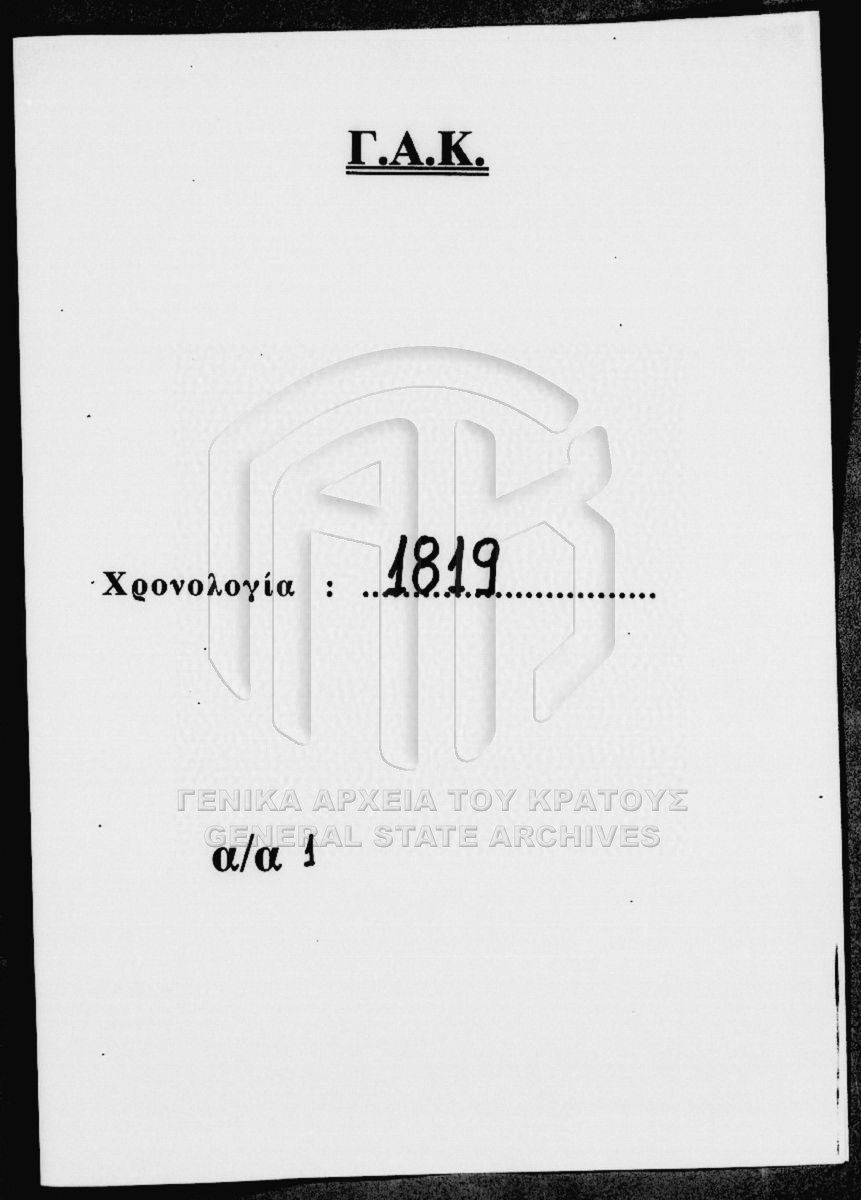 Γ.Α.Κ.
Χρονολογία : ..1819..............
ΓΕΝΙΚΑ ΑΡΧΕΙΑ ΤΟΥ ΚΡΑΤΟΥΣ
GENERAL STATE ARCHIVES
α/α 1